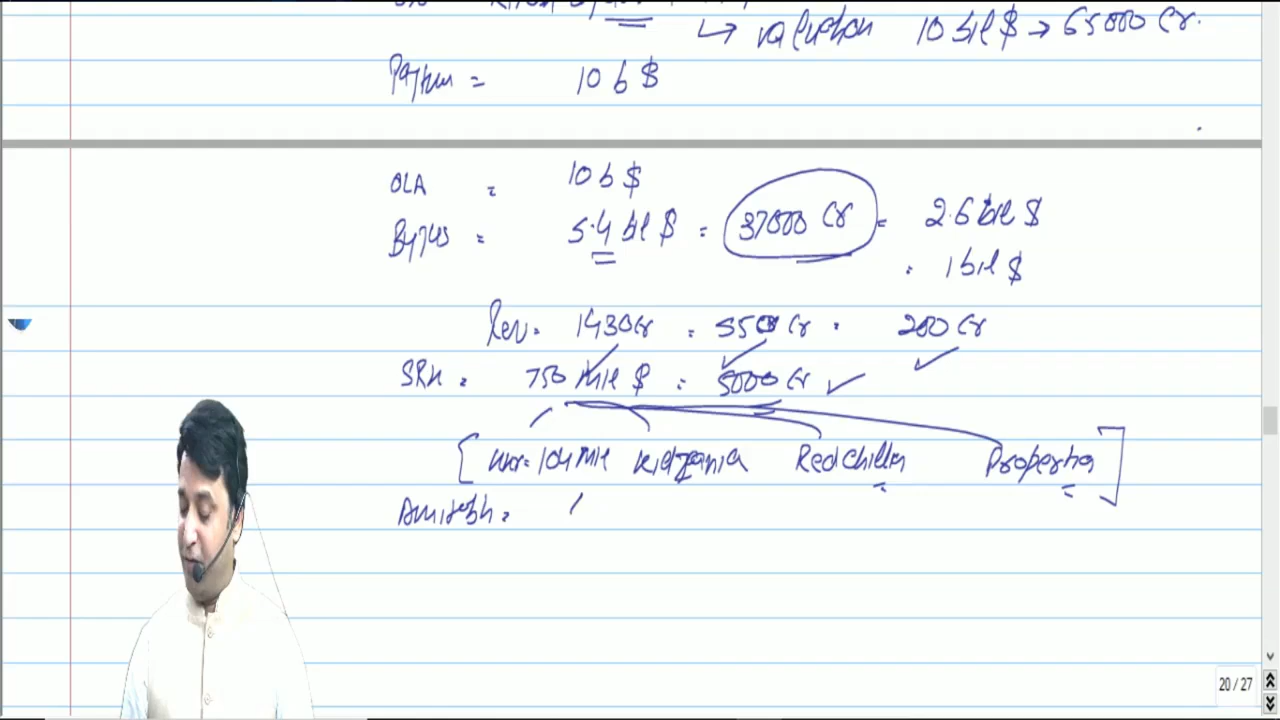 ↳ valuation 10 bil $ → 65000 Cr.
Paytm = 10 b $
OLA = 10 b $
Byjus = 5.4 bil $ = 37000 Cr = 2.6 bil $
= 1 bil $
Rev = 1430 Cr = 550 Cr = 200 Cr
SRK = 750 Mil $ = 5000 Cr ✓
[ KKR = 104 Mil Kidzania Redchillies Properties ]
Amitabh =
20 / 27